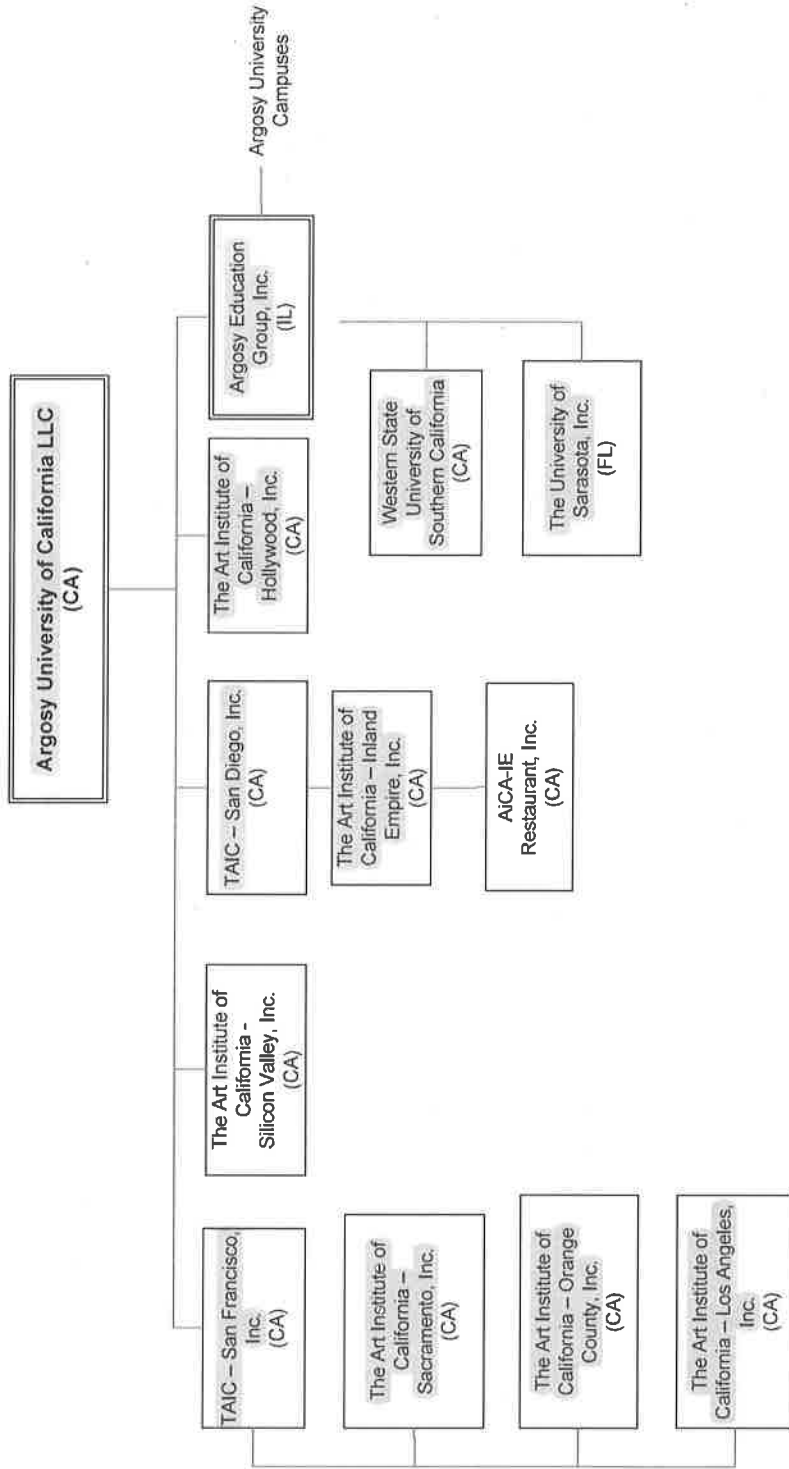 Argosy University of California LLC
(CA)
TAIC – San Francisco,
Inc.
(CA)
The Art Institute of
California -
Silicon Valley, Inc.
(CA)
TAIC – San Diego, Inc.
(CA)
The Art Institute of
California –
Hollywood, Inc.
(CA)
Argosy Education
Group, Inc.
(IL)
Argosy University
Campuses
The Art Institute of
California –
Sacramento, Inc.
(CA)
The Art Institute of
California – Orange
County, Inc.
(CA)
The Art Institute of
California – Los Angeles,
Inc.
(CA)
The Art Institute of
California – Inland
Empire, Inc.
(CA)
AiCA-IE
Restaurant, Inc.
(CA)
Western State
University of
Southern California
(CA)
The University of
Sarasota, Inc.
(FL)